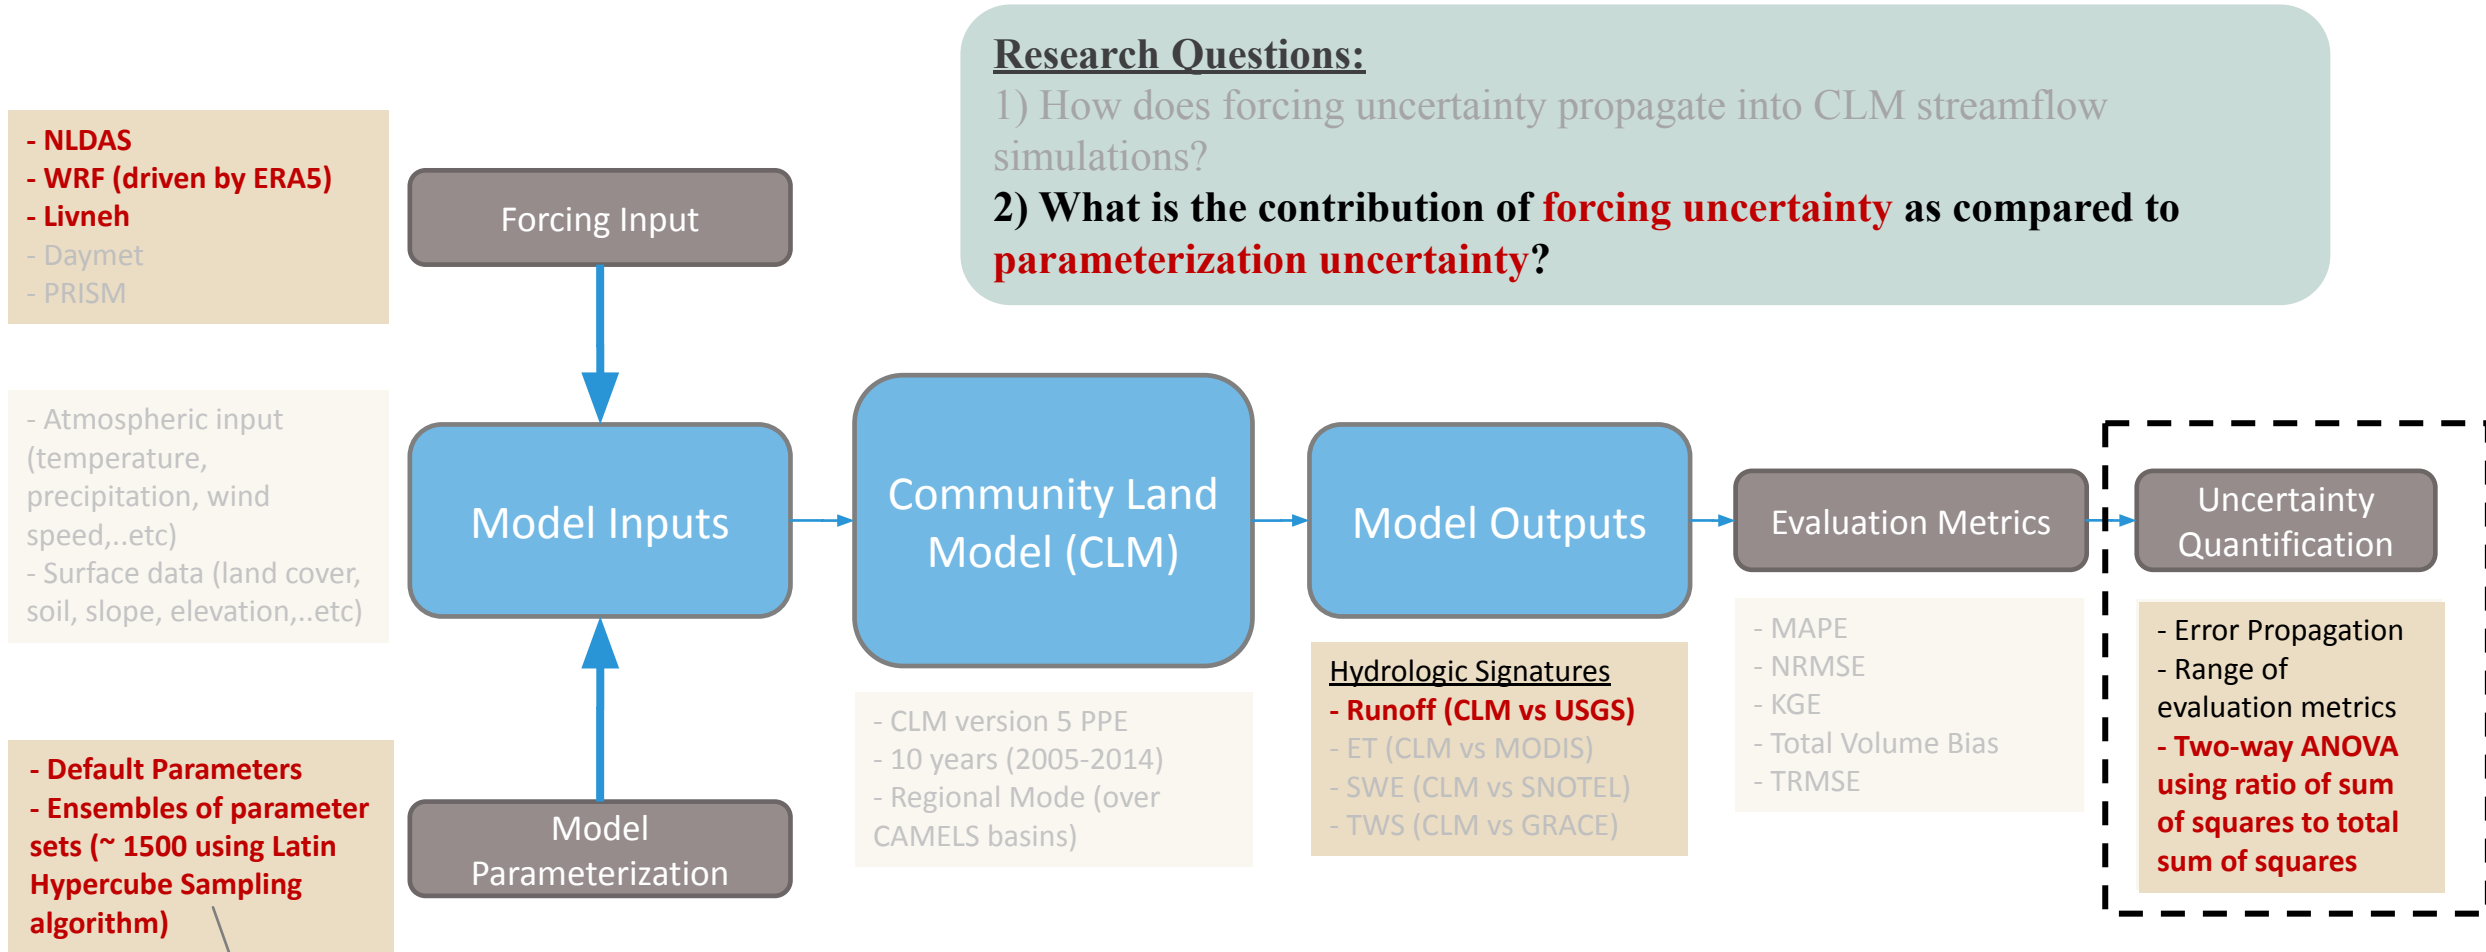 Research Questions:
1) How does forcing uncertainty propagate into CLM streamflow
simulations?
2) What is the contribution of forcing uncertainty as compared to
parameterization uncertainty?
- NLDAS
- WRF (driven by ERA5)
- Livneh
- Daymet
- PRISM
Forcing Input
- Atmospheric input
(temperature,
precipitation, wind
speed,..etc)
- Surface data (land cover,
soil, slope, elevation,..etc)
Model Inputs
Community Land
Model (CLM)
Model Outputs
Evaluation Metrics
Uncertainty
Quantification
- Default Parameters
- Ensembles of parameter
sets (~ 1500 using Latin
Hypercube Sampling
algorithm)
Model
Parameterization
- CLM version 5 PPE
- 10 years (2005-2014)
- Regional Mode (over
CAMELS basins)
Hydrologic Signatures
- Runoff (CLM vs USGS)
- ET (CLM vs MODIS)
- SWE (CLM vs SNOTEL)
- TWS (CLM vs GRACE)
- MAPE
- NRMSE
- KGE
- Total Volume Bias
- TRMSE
- Error Propagation
- Range of
evaluation metrics
- Two-way ANOVA
using ratio of sum
of squares to total
sum of squares